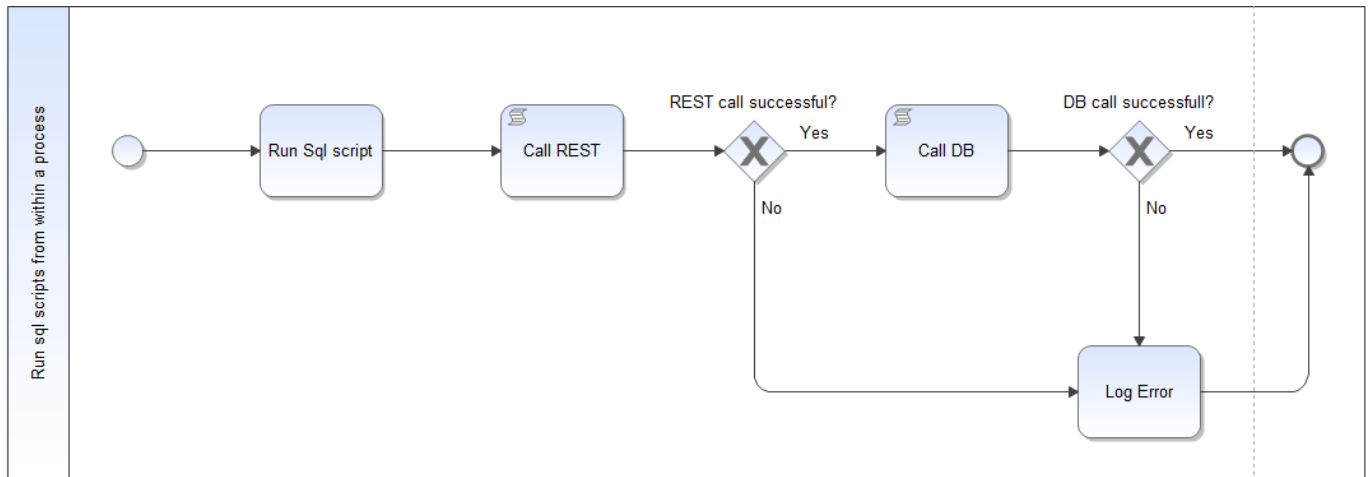 Run sql scripts from within a process
Run Sql script
Call REST
REST call successful?
Yes
No
Call DB
DB call successfull?
Yes
No
Log Error